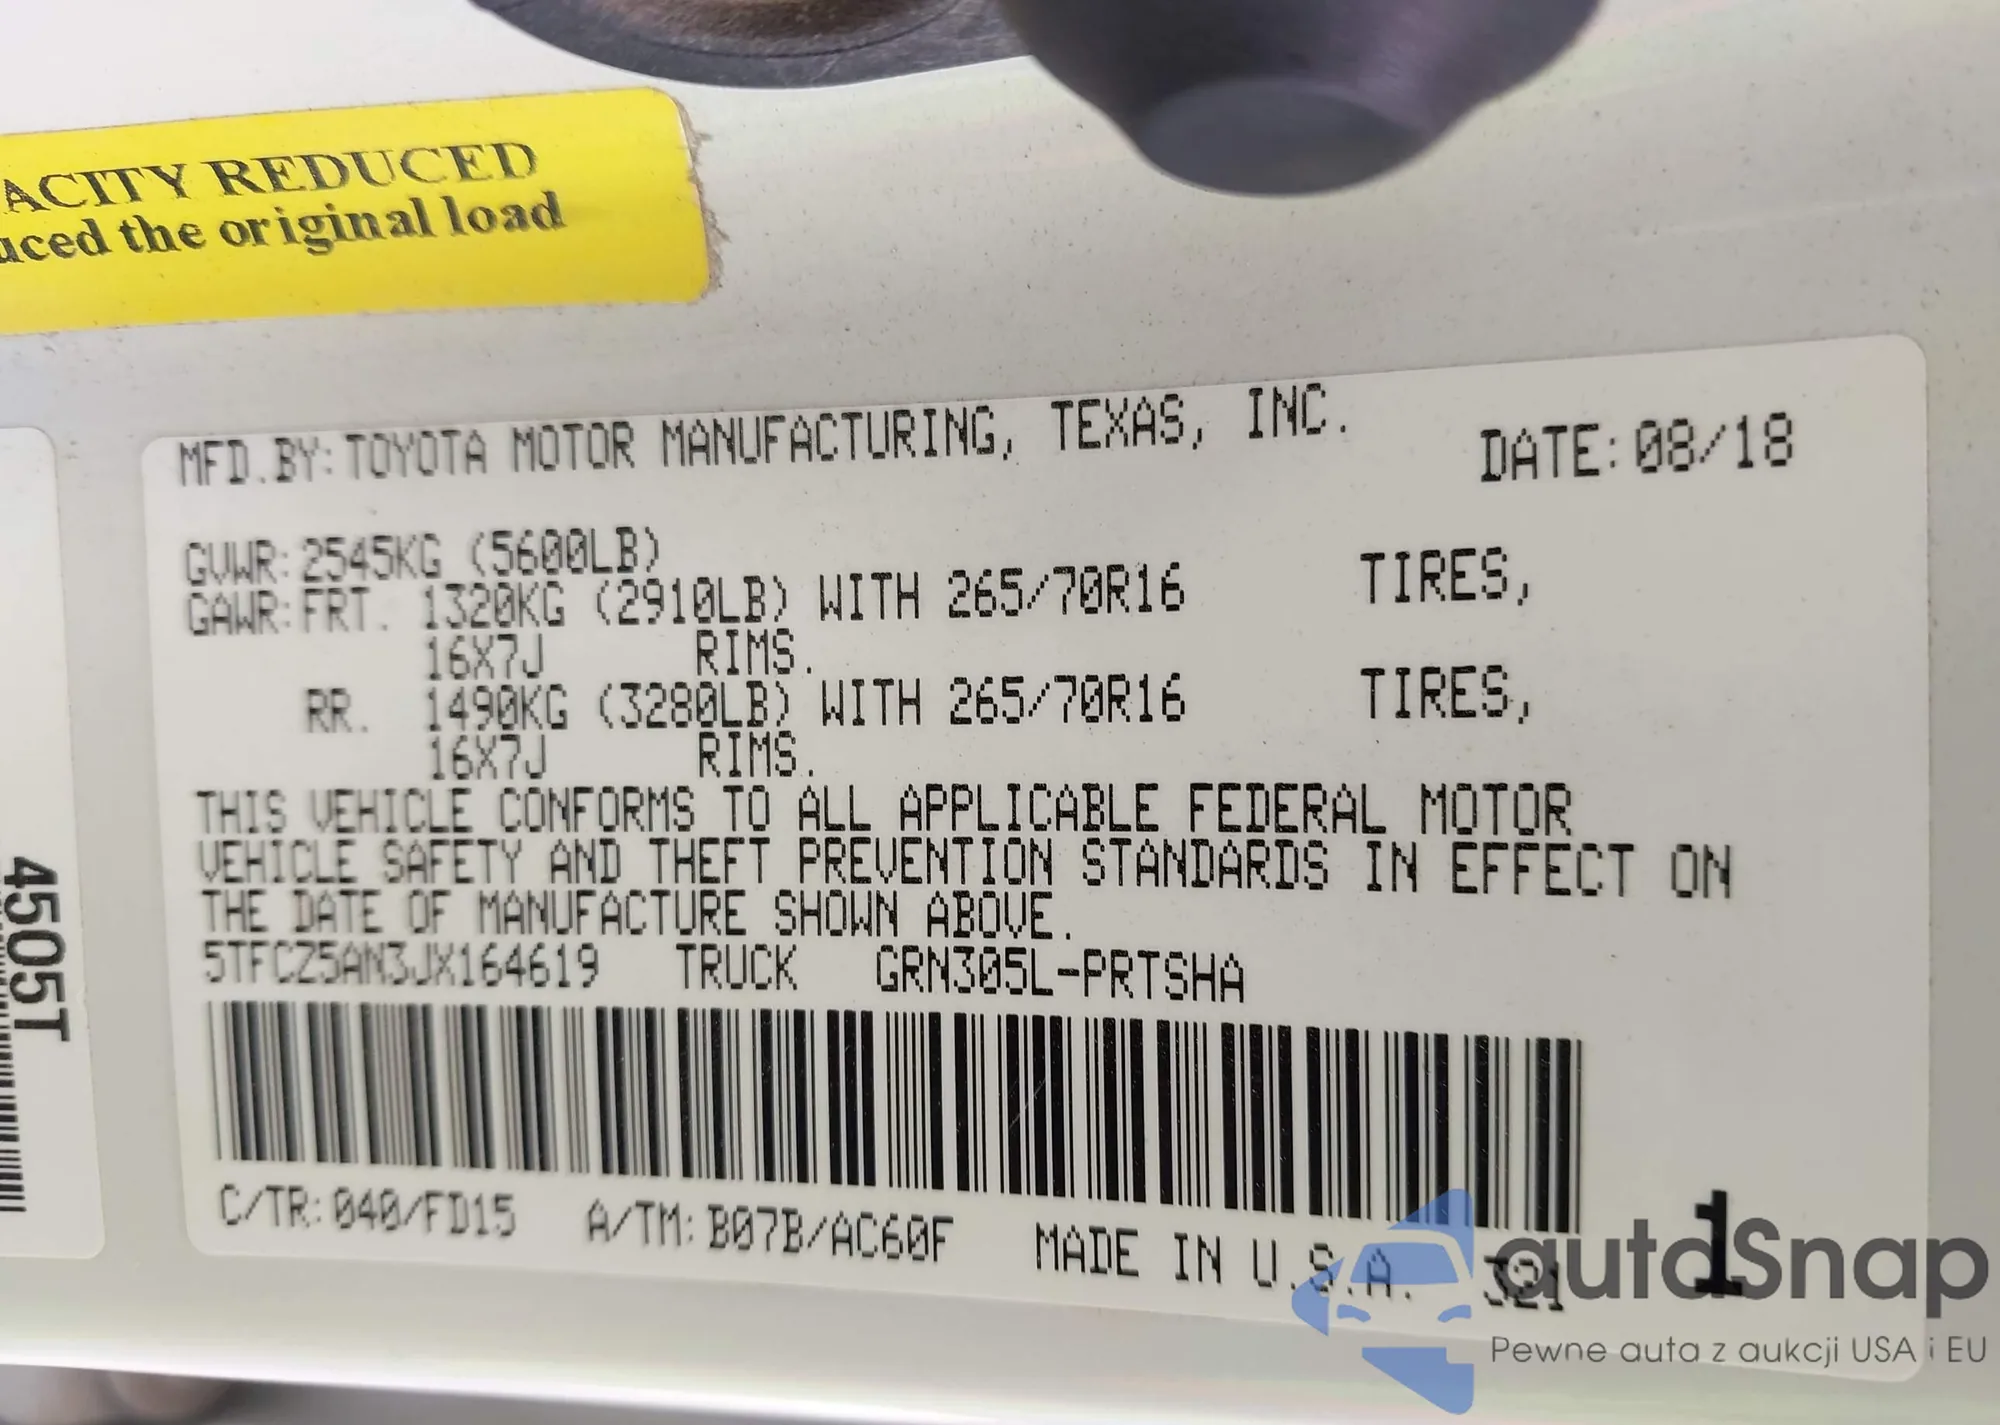 ACITY REDUCED
uced the original load
MFD.BY: TOYOTA MOTOR MANUFACTURING, TEXAS, INC. DATE: 08/18
GVWR: 2545KG (5600LB)
GAWR: FRT. 1320KG (2910LB) WITH 265/70R16 TIRES,
16X7J RIMS.
RR. 1490KG (3280LB) WITH 265/70R16 TIRES,
16X7J RIMS.
THIS VEHICLE CONFORMS TO ALL APPLICABLE FEDERAL MOTOR
VEHICLE SAFETY AND THEFT PREVENTION STANDARDS IN EFFECT ON
THE DATE OF MANUFACTURE SHOWN ABOVE.
5TFCZ5AN3JX164619 TRUCK GRN305L-PRTSHA
C/TR: 040/FD15 A/TM: B07B/AC60F MADE IN U.S.A. 321
1
4505T
autoSnap
Pewne auta z aukcji USA i EU